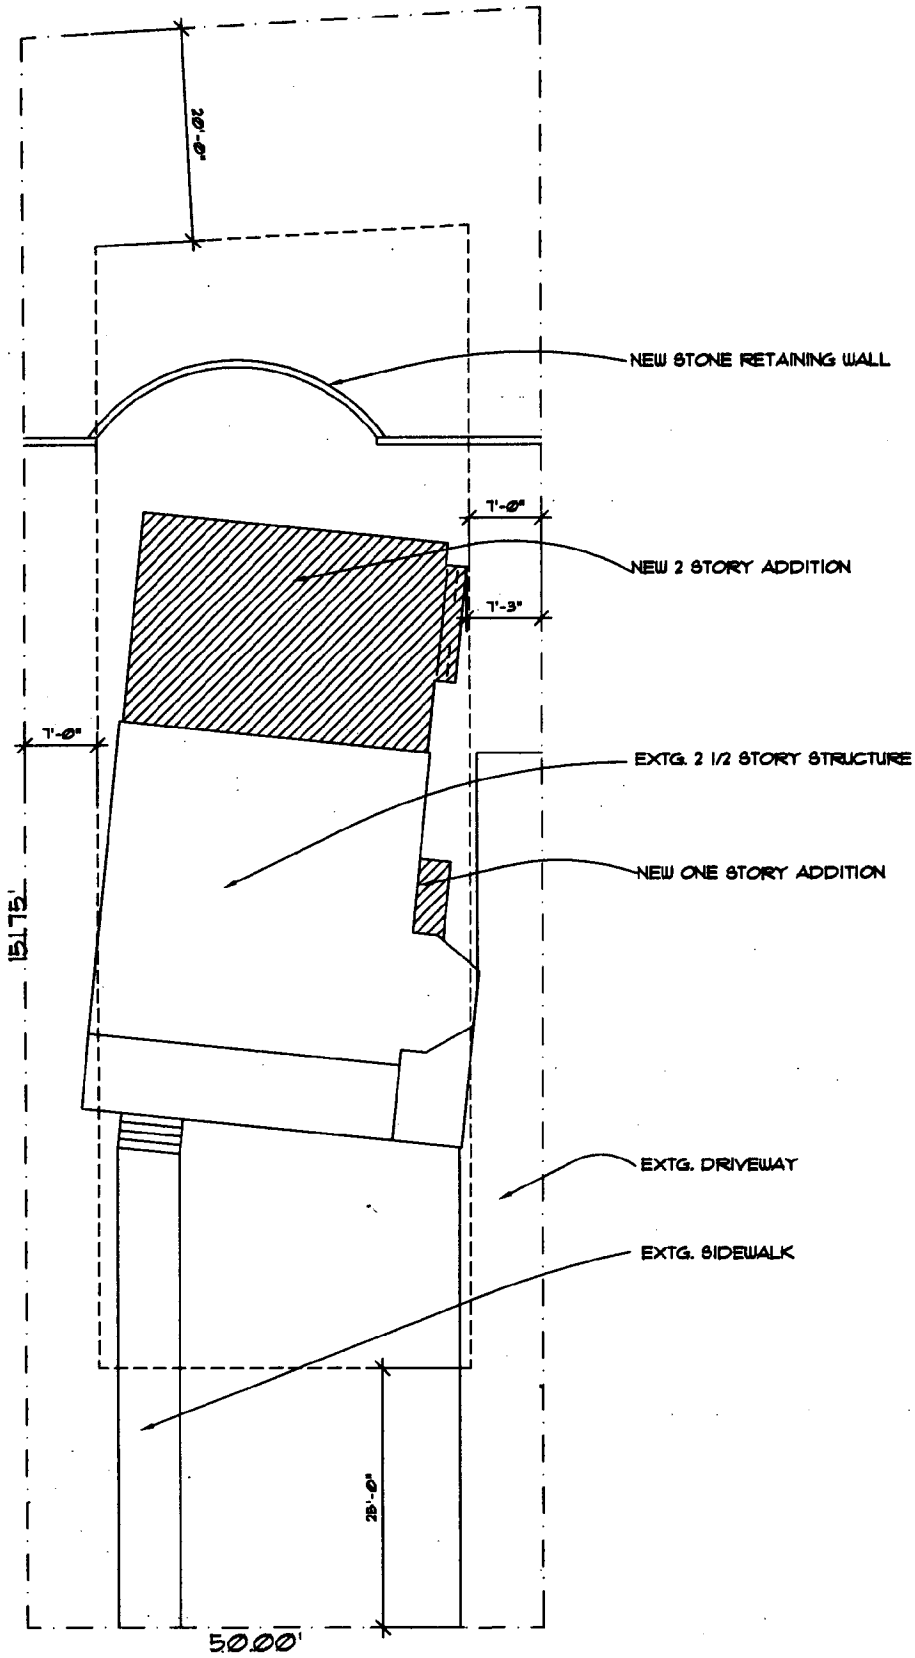 20'-0"
NEW STONE RETAINING WALL
7'-0"
NEW 2 STORY ADDITION
7'-3"
7'-0"
EXTG. 2 1/2 STORY STRUCTURE
NEW ONE STORY ADDITION
151.75'
EXTG. DRIVEWAY
EXTG. SIDEWALK
25'-0"
50.00'